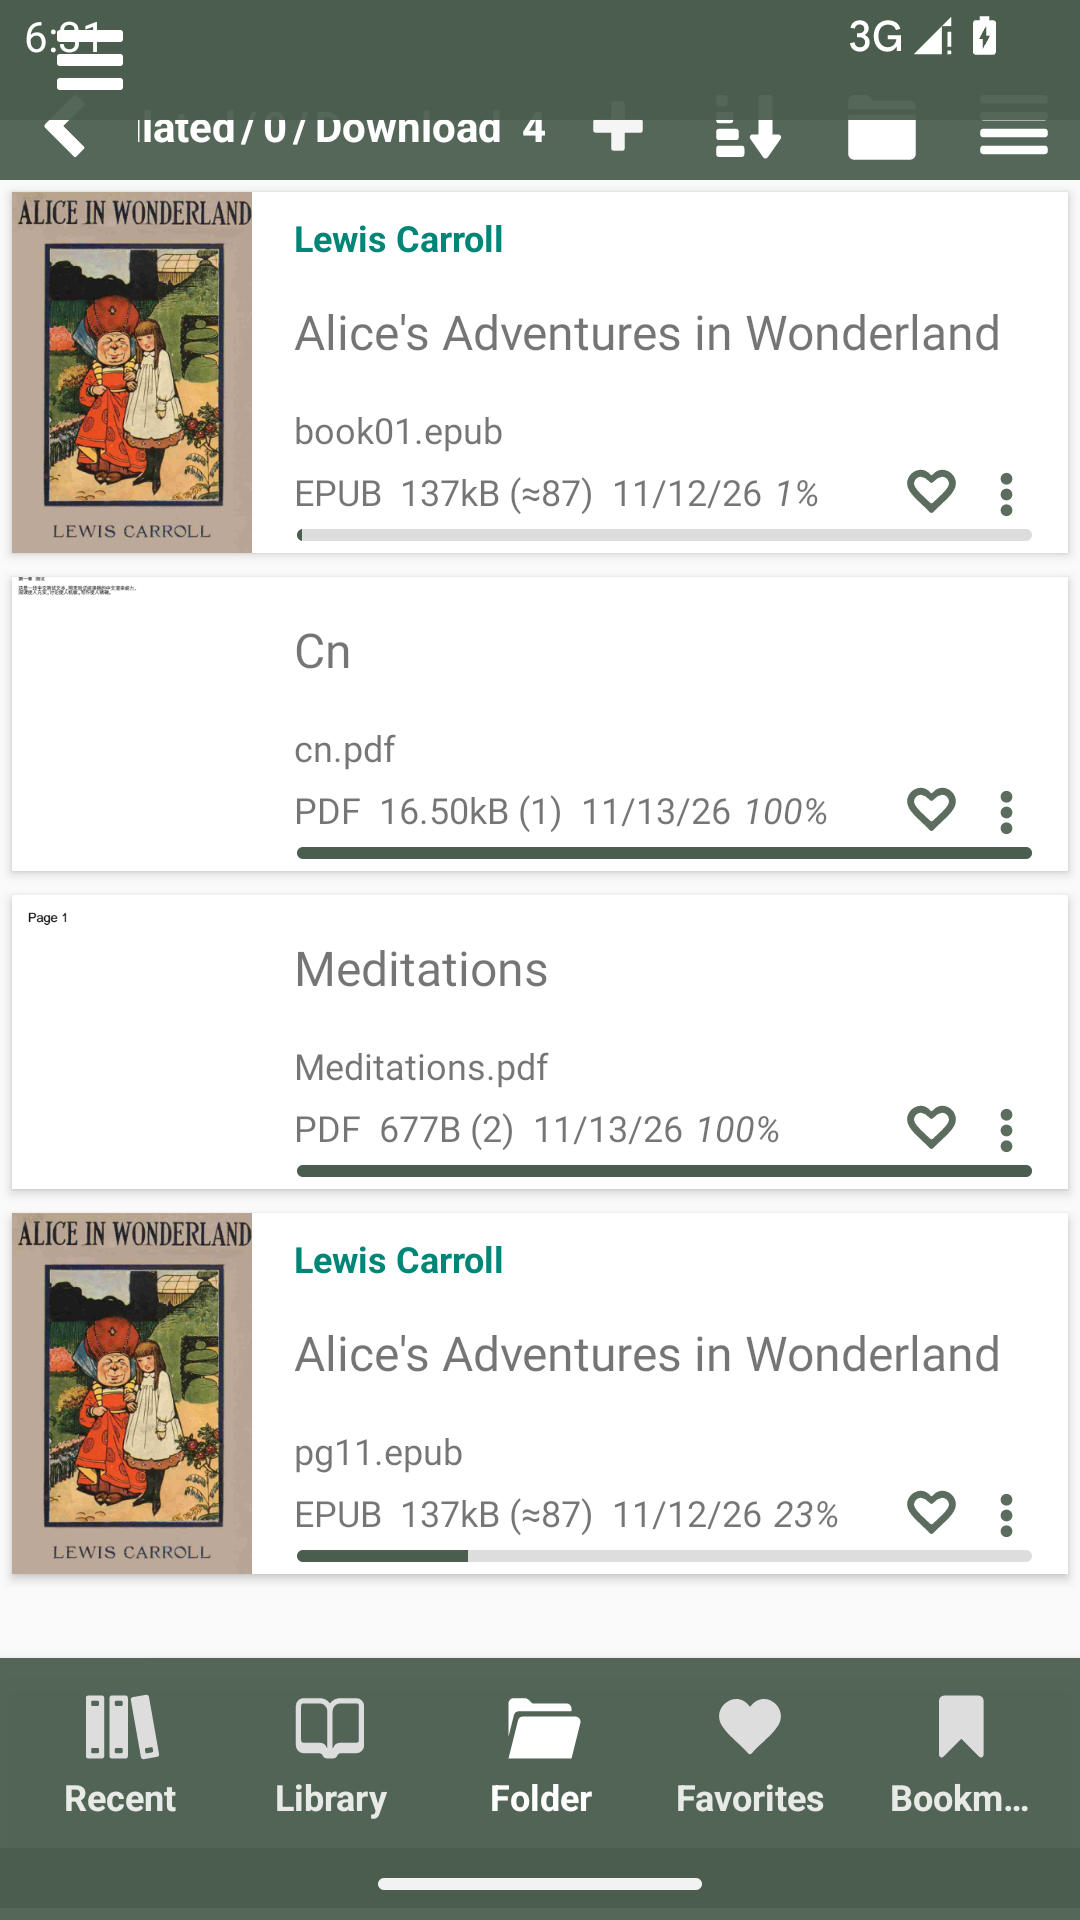 6:31
3G
lated / 0 / Download 4
ALICE IN WONDERLAND
LEWIS CARROLL
Lewis Carroll
Alice's Adventures in Wonderland
book01.epub
EPUB 137kB (≈87) 11/12/26 1%
Cn
cn.pdf
PDF 16.50kB (1) 11/13/26 100%
Page 1
Meditations
Meditations.pdf
PDF 677B (2) 11/13/26 100%
ALICE IN WONDERLAND
LEWIS CARROLL
Lewis Carroll
Alice's Adventures in Wonderland
pg11.epub
EPUB 137kB (≈87) 11/12/26 23%
Recent
Library
Folder
Favorites
Bookm...